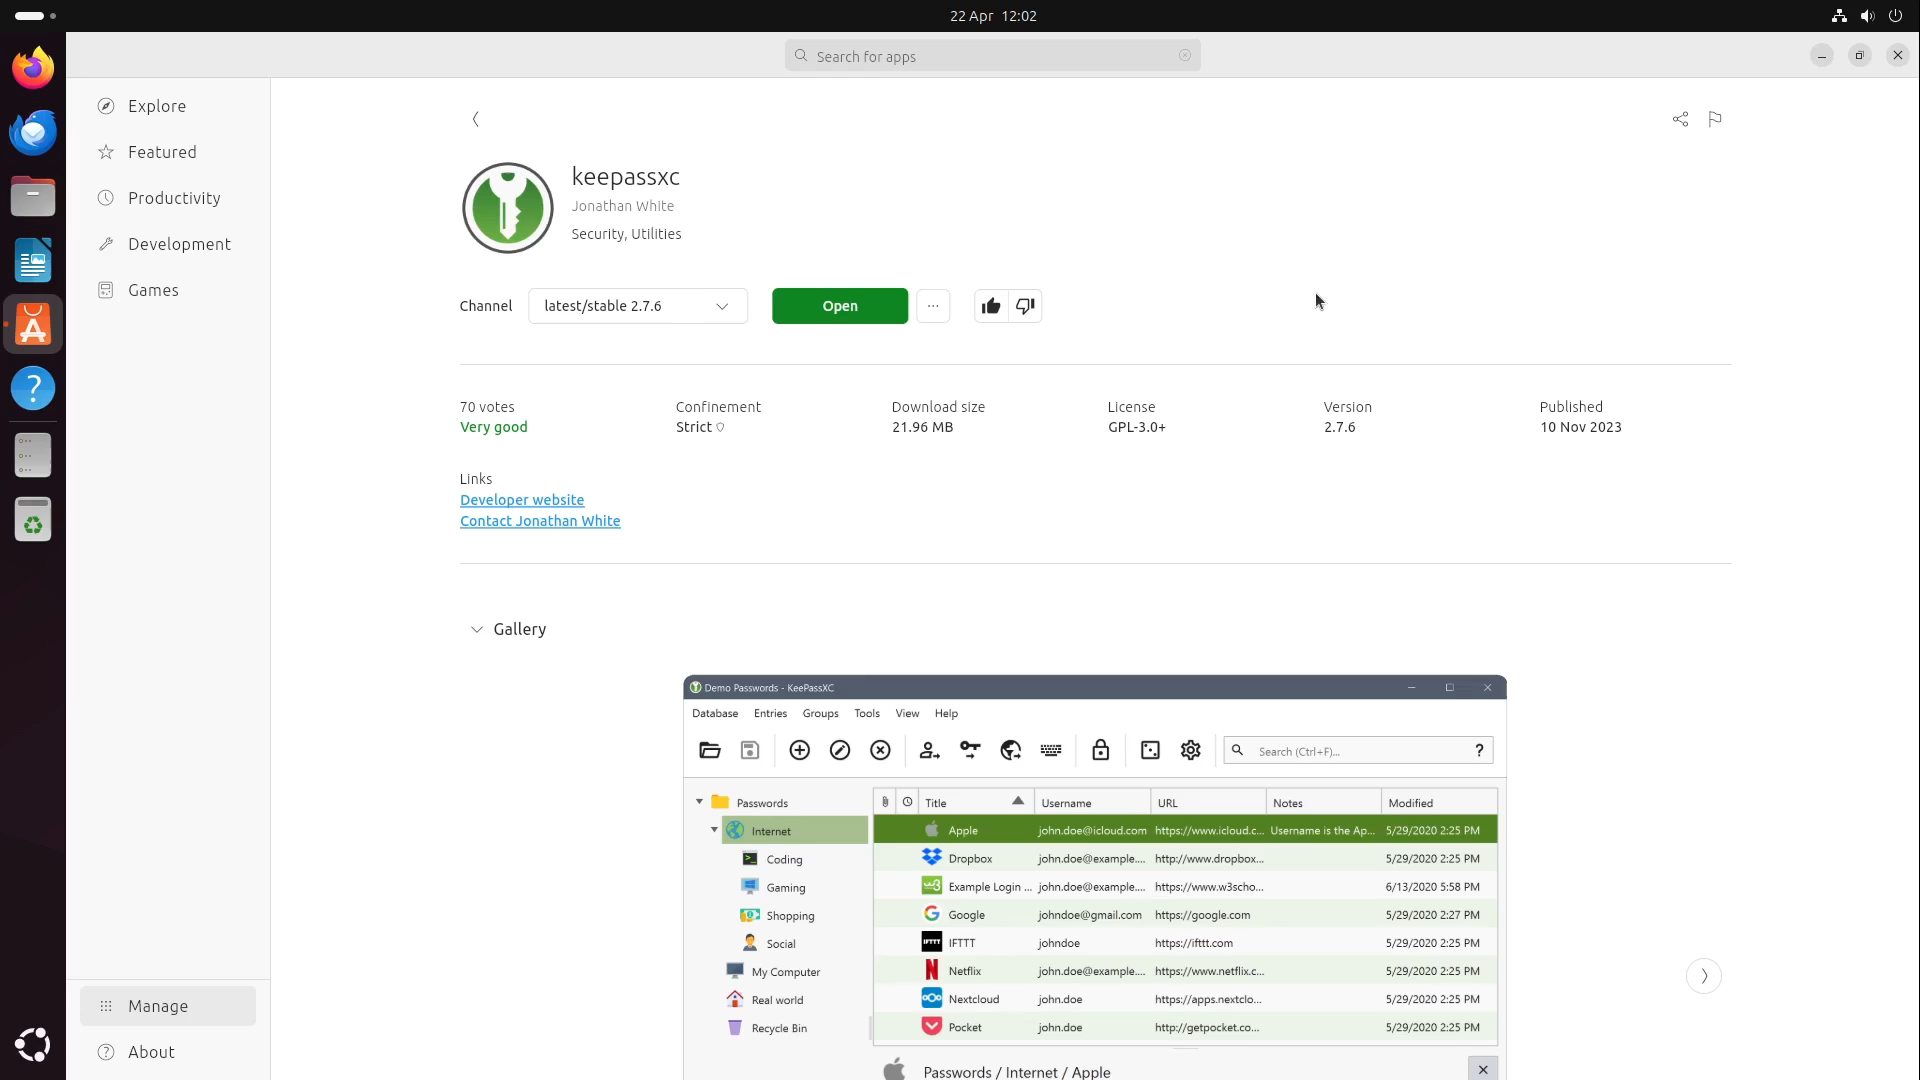 22 Apr 12:02
Search for apps
Explore
Featured
Productivity
Development
Games
Manage
About
keepassxc
Jonathan White
Security, Utilities
Channel
latest/stable 2.7.6
Open
70 votes
Very good
Confinement
Strict
Download size
21.96 MB
License
GPL-3.0+
Version
2.7.6
Published
10 Nov 2023
Links
Developer website
Contact Jonathan White
Gallery
Demo Passwords - KeePassXC
Database Entries Groups Tools View Help
Search (Ctrl+F)... ?
Passwords
Internet
Coding
Gaming
Shopping
Social
My Computer
Real world
Recycle Bin
Title Username URL Notes Modified
Apple john.doe@icloud.com https://www.icloud.c... Username is the Ap... 5/29/2020 2:25 PM
Dropbox john.doe@example.... http://www.dropbox... 5/29/2020 2:25 PM
Example Login ... john.doe@example.... https://www.w3scho... 6/13/2020 5:58 PM
Google johndoe@gmail.com https://google.com 5/29/2020 2:27 PM
IFTTT IFTTT johndoe https://ifttt.com 5/29/2020 2:25 PM
Netflix john.doe@example.... https://www.netflix.c... 5/29/2020 2:25 PM
Nextcloud john.doe https://apps.nextclo... 5/29/2020 2:25 PM
Pocket john.doe http://getpocket.co... 5/29/2020 2:25 PM
Passwords / Internet / Apple